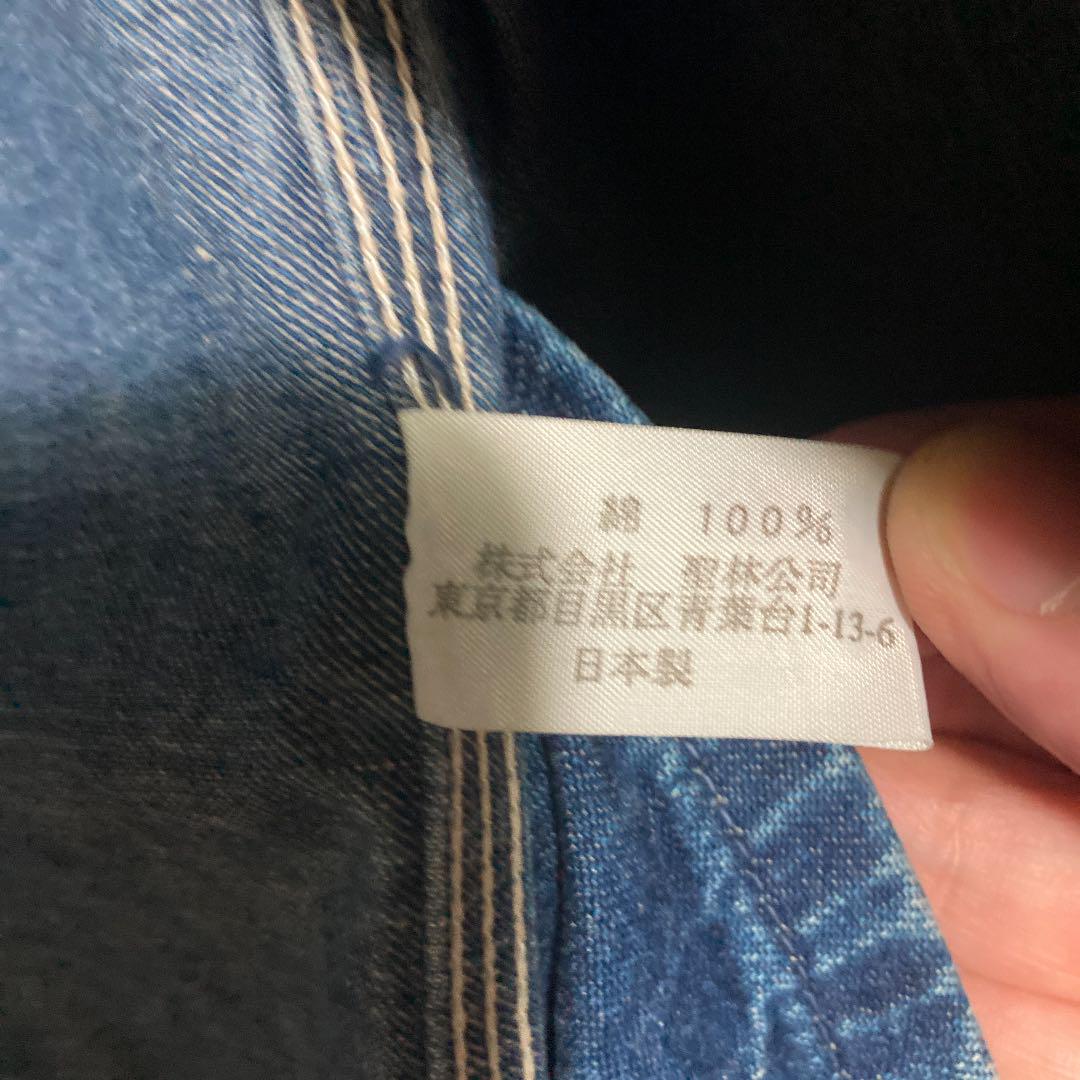 綿 100%
株式会社 聖林公司
東京都目黒区青葉台1-13-6
日本製